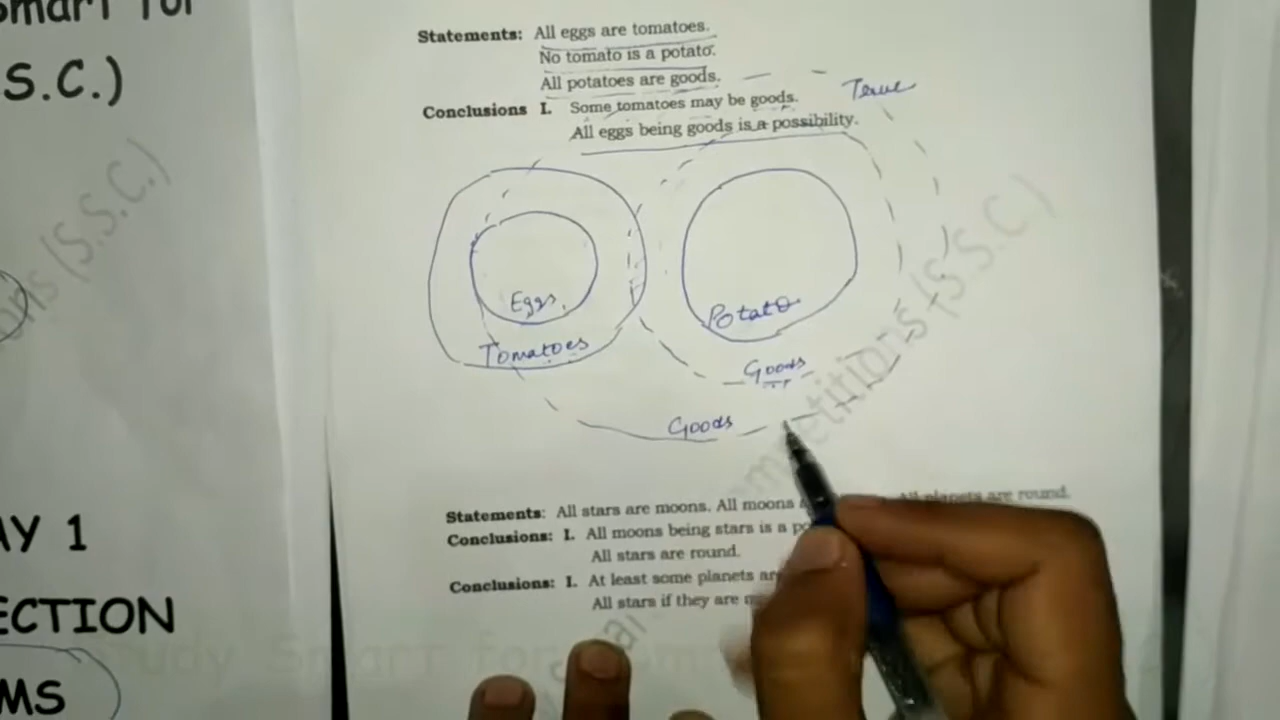 Smart for
S.S.C.)
AY 1
ECTION
MS
Statements: All eggs are tomatoes.
No tomato is a potato.
All potatoes are goods.
Conclusions I. Some tomatoes may be goods.
All eggs being goods is a possibility.
True
Eggs.
Tomatoes
Potato
Goods
Goods
Statements: All stars are moons. All moons All planets are round.
Conclusions: I. All moons being stars is a
All stars are round.
Conclusions: I. At least some planets
All stars if they are
(S.S.C.)
(S.S.C.)